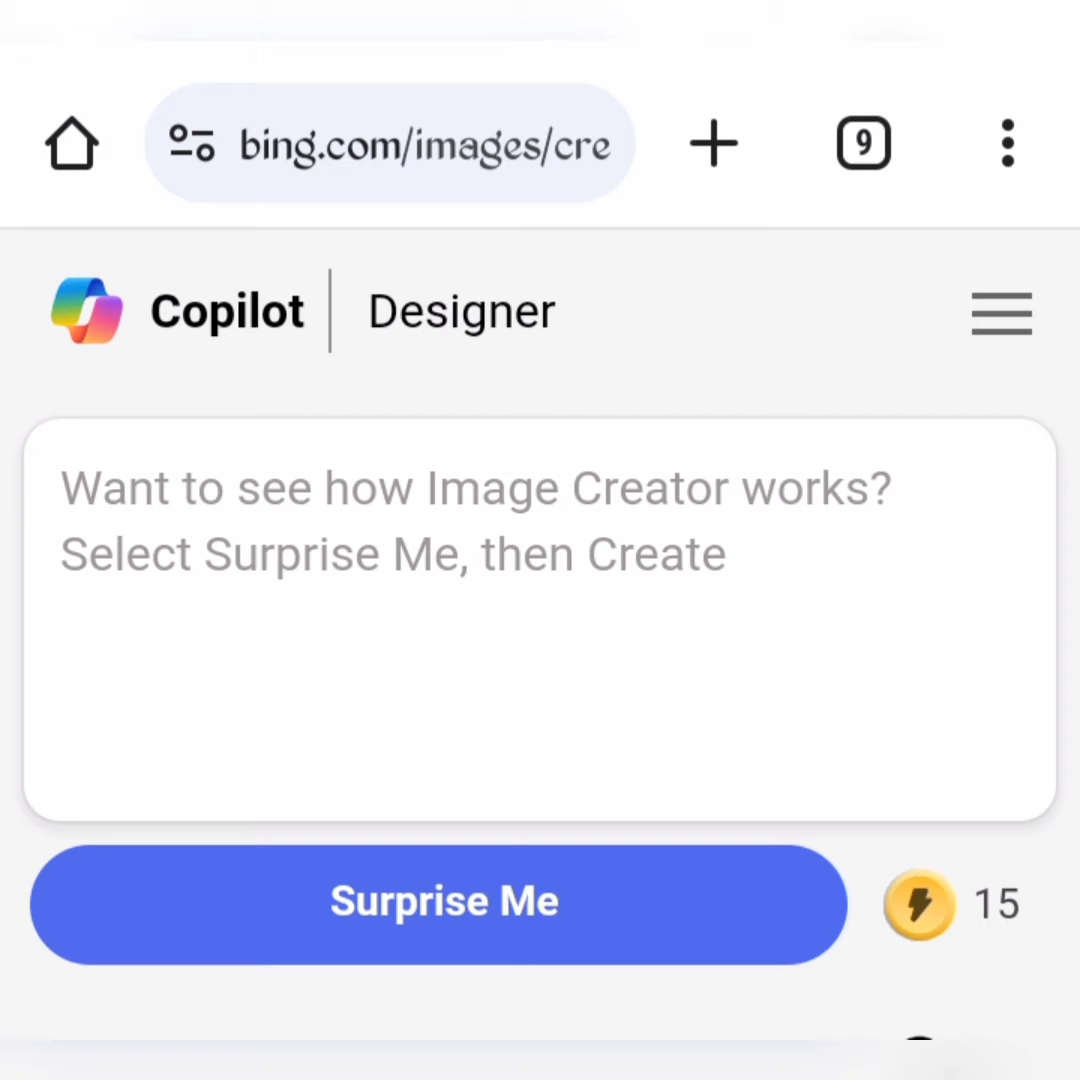 bing.com/images/cre
9
Copilot
Designer
Want to see how Image Creator works?
Select Surprise Me, then Create
Surprise Me
15